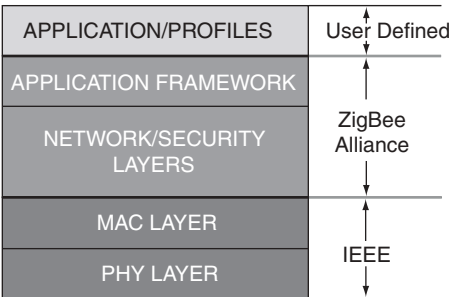 APPLICATION/PROFILES
User Defined
APPLICATION FRAMEWORK
NETWORK/SECURITY
LAYERS
ZigBee
Alliance
MAC LAYER
PHY LAYER
IEEE